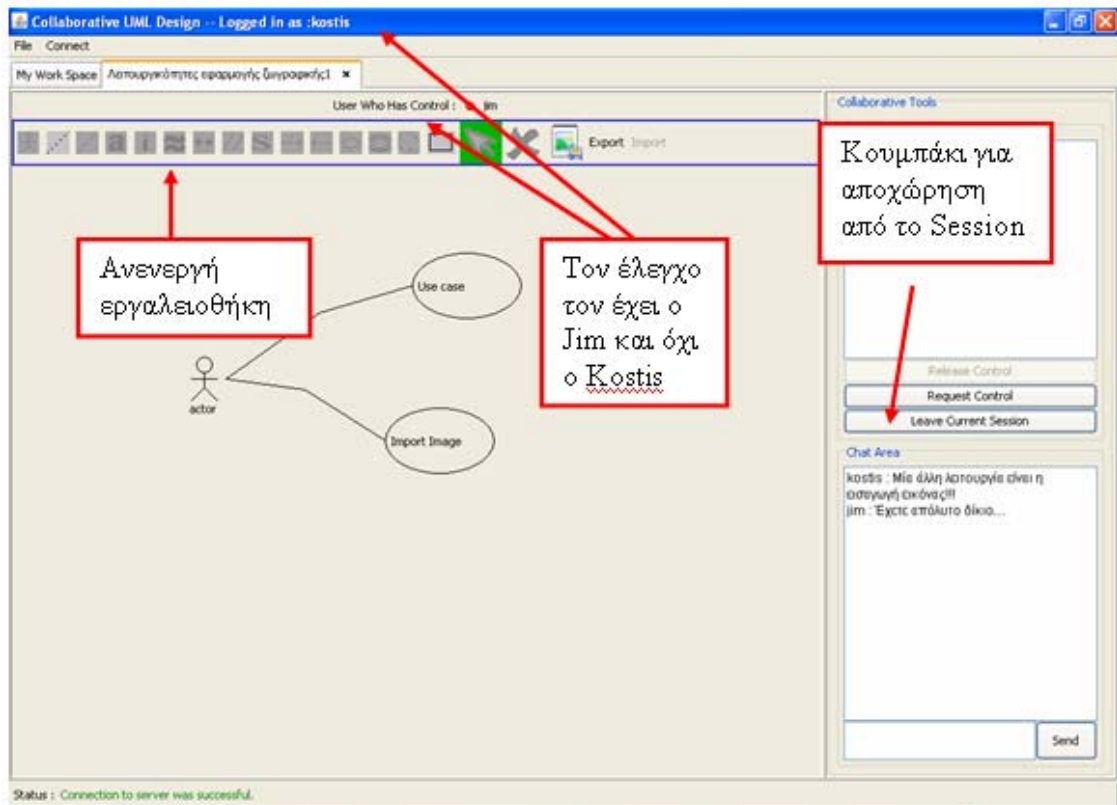 Collaborative UML Design -- Logged in as :kostis
File Connect
My Work Space Λειτουργικότητες εφαρμογής ζωγραφικής1
User Who Has Control : jim
Collaborative Tools
Export Import
Κουμπάκι για
αποχώρηση
από το Session
Ανενεργή
εργαλειοθήκη
Τον έλεγχο
τον έχει ο
Jim και όχι
ο Kostis
Use case
actor
Import Image
Release Control
Request Control
Leave Current Session
Chat Area
kostis : Μία άλλη λειτουργία είναι η
εισαγωγή εικόνας!!!
jim : Έχετε απόλυτο δίκιο...
Send
Status : Connection to server was successful.